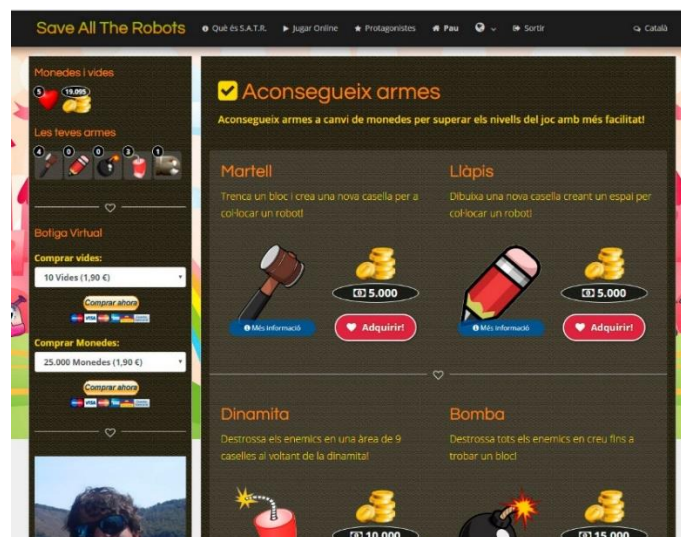 Save All The Robots
Què és S.A.T.R.
Jugar Online
Protagonistes
Pau
Sortir
Català
Monedes i vides
5
19.095
Les teves armes
4
0
0
3
1
Botiga Virtual
Comprar vides:
10 Vides (1,90 €)
Comprar ahora
VISA
Comprar Monedes:
25.000 Monedes (1,90 €)
Comprar ahora
VISA
Aconsegueix armes
Aconsegueix armes a canvi de monedes per superar els nivells del joc amb més facilitat!
Martell
Trenca un bloc i crea una nova casella per a
col·locar un robot!
5.000
Més informació
Adquirir!
Llàpis
Dibuixa una nova casella creant un espai per
col·locar un robot!
5.000
Més informació
Adquirir!
Dinamita
Destrossa els enemics en una àrea de 9
caselles al voltant de la dinamita!
10.000
Bomba
Destrossa tots els enemics en creu fins a
trobar un bloc!
15.000